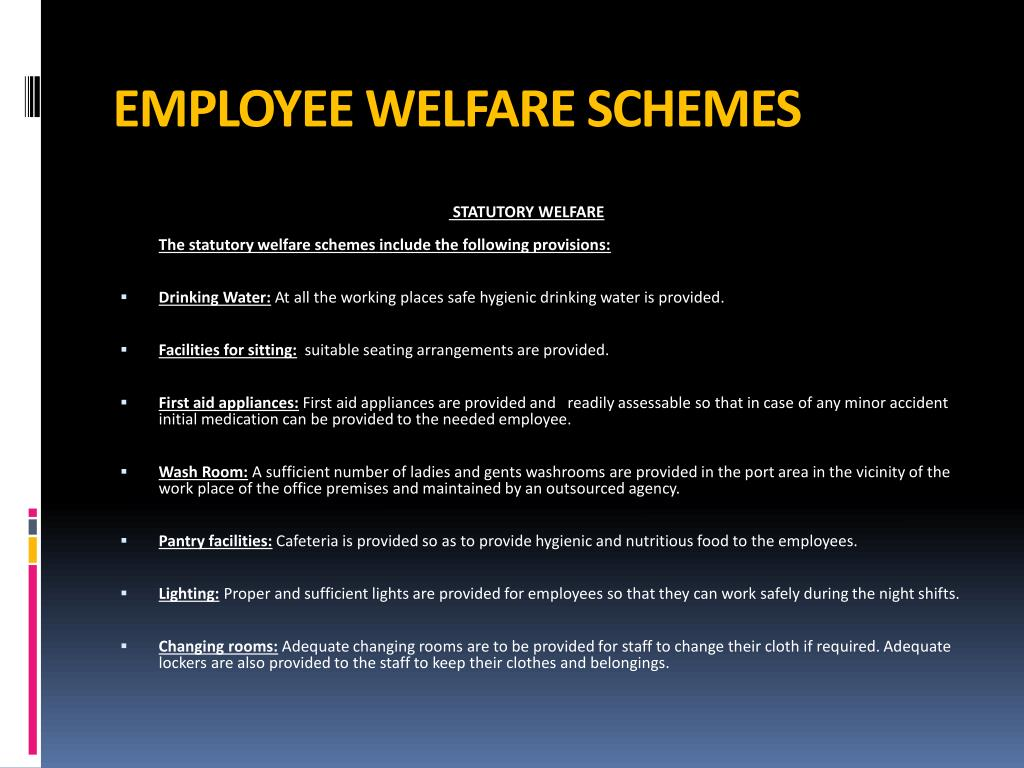 EMPLOYEE WELFARE SCHEMES
STATUTORY WELFARE
The statutory welfare schemes include the following provisions:
▪ Drinking Water: At all the working places safe hygienic drinking water is provided.
▪ Facilities for sitting: suitable seating arrangements are provided.
▪ First aid appliances: First aid appliances are provided and readily assessable so that in case of any minor accident
initial medication can be provided to the needed employee.
▪ Wash Room: A sufficient number of ladies and gents washrooms are provided in the port area in the vicinity of the
work place of the office premises and maintained by an outsourced agency.
▪ Pantry facilities: Cafeteria is provided so as to provide hygienic and nutritious food to the employees.
▪ Lighting: Proper and sufficient lights are provided for employees so that they can work safely during the night shifts.
▪ Changing rooms: Adequate changing rooms are to be provided for staff to change their cloth if required. Adequate
lockers are also provided to the staff to keep their clothes and belongings.